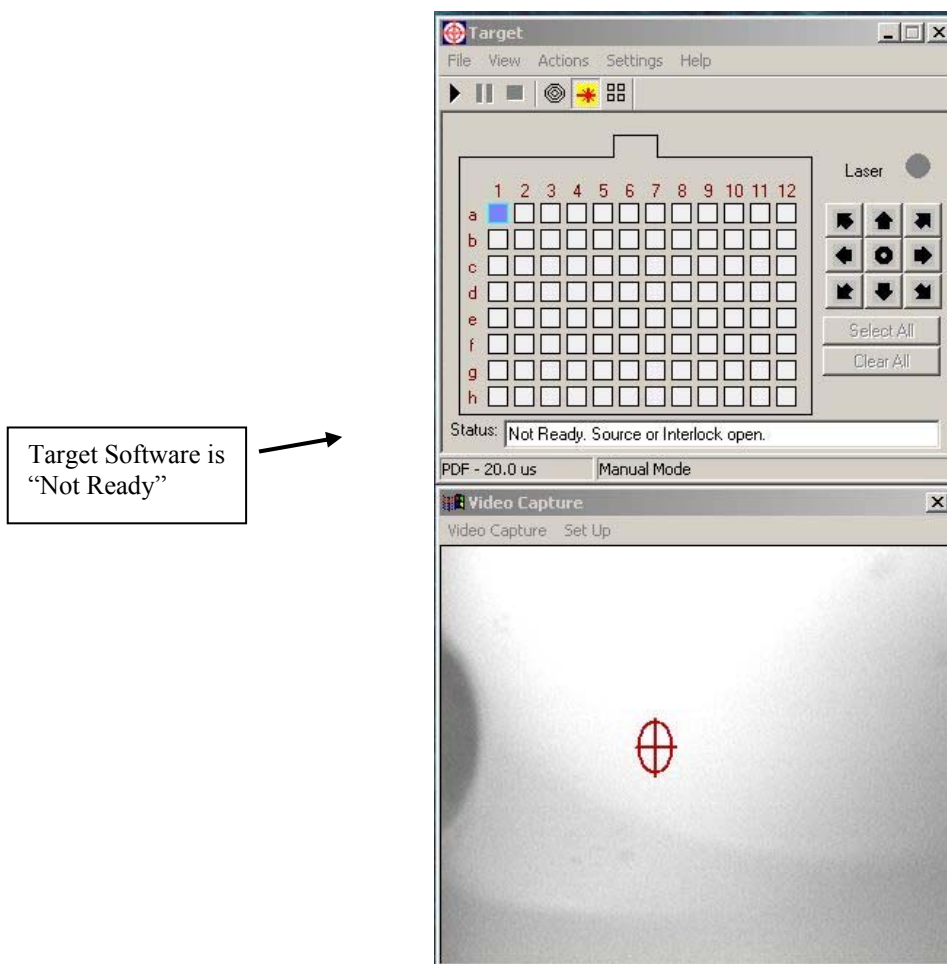 Target Software is
“Not Ready”
Target
File View Actions Settings Help
Laser
1 2 3 4 5 6 7 8 9 10 11 12
a
b
c
d
e
f
g
h
Select All
Clear All
Status: Not Ready. Source or Interlock open.
PDF - 20.0 us Manual Mode
Video Capture
Video Capture Set Up